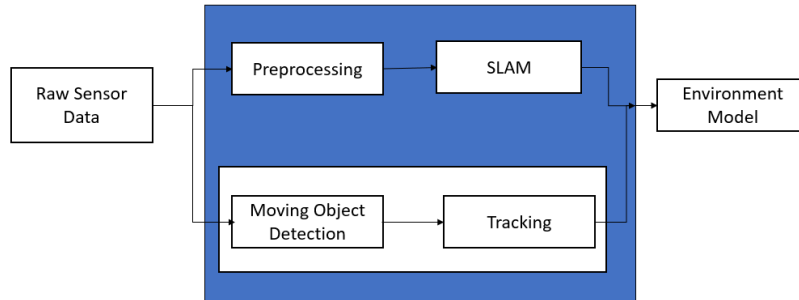 Raw Sensor
Data
Preprocessing
SLAM
Environment
Model
Moving Object
Detection
Tracking